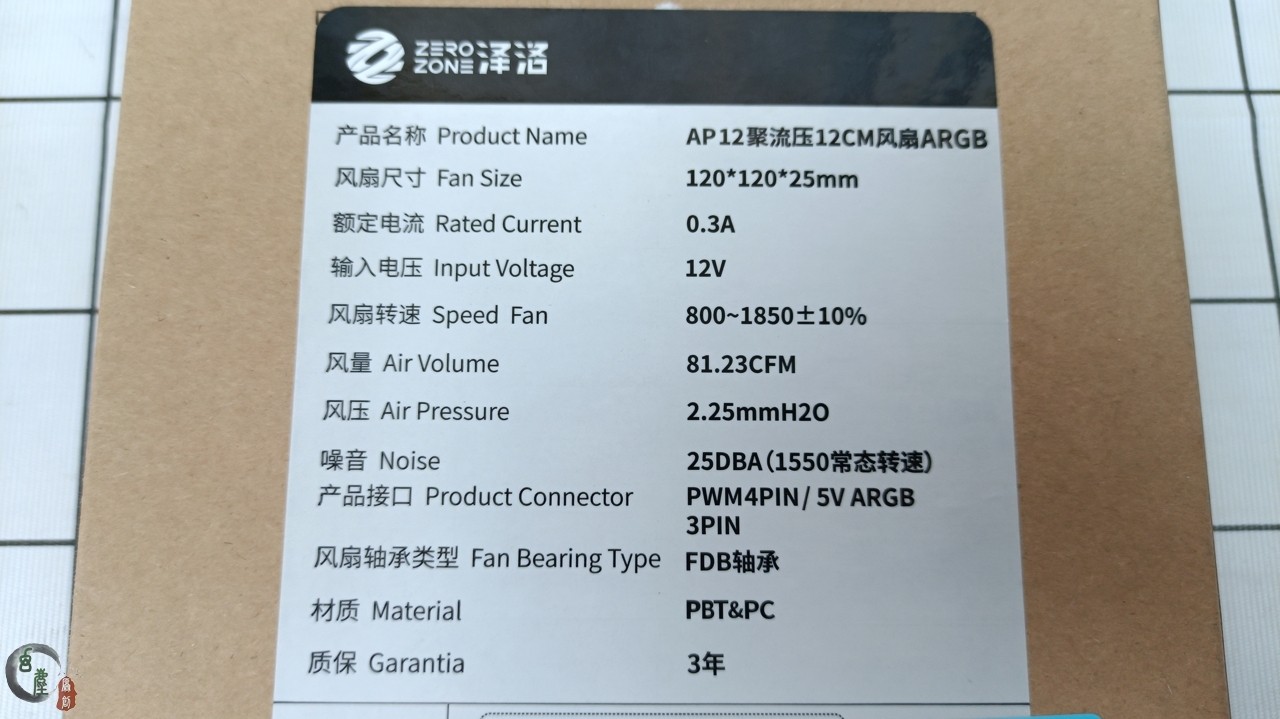 ZERO ZONE 泽洛
产品名称 Product Name AP12聚流压12CM风扇ARGB
风扇尺寸 Fan Size 120*120*25mm
额定电流 Rated Current 0.3A
输入电压 Input Voltage 12V
风扇转速 Speed Fan 800~1850±10%
风量 Air Volume 81.23CFM
风压 Air Pressure 2.25mmH2O
噪音 Noise 25DBA(1550常态转速)
产品接口 Product Connector PWM4PIN/ 5V ARGB
3PIN
风扇轴承类型 Fan Bearing Type FDB轴承
材质 Material PBT&PC
质保 Garantia 3年